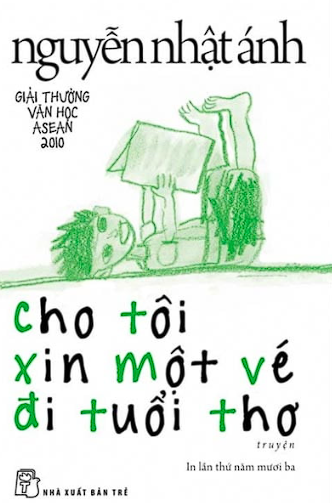 nguyễn nhật ánh
GIẢI THƯỞNG
VĂN HỌC
ASEAN
2010
cho tôi
xin một vé
đi tuổi thơ
truyện
In lần thứ năm mươi ba
NHÀ XUẤT BẢN TRẺ